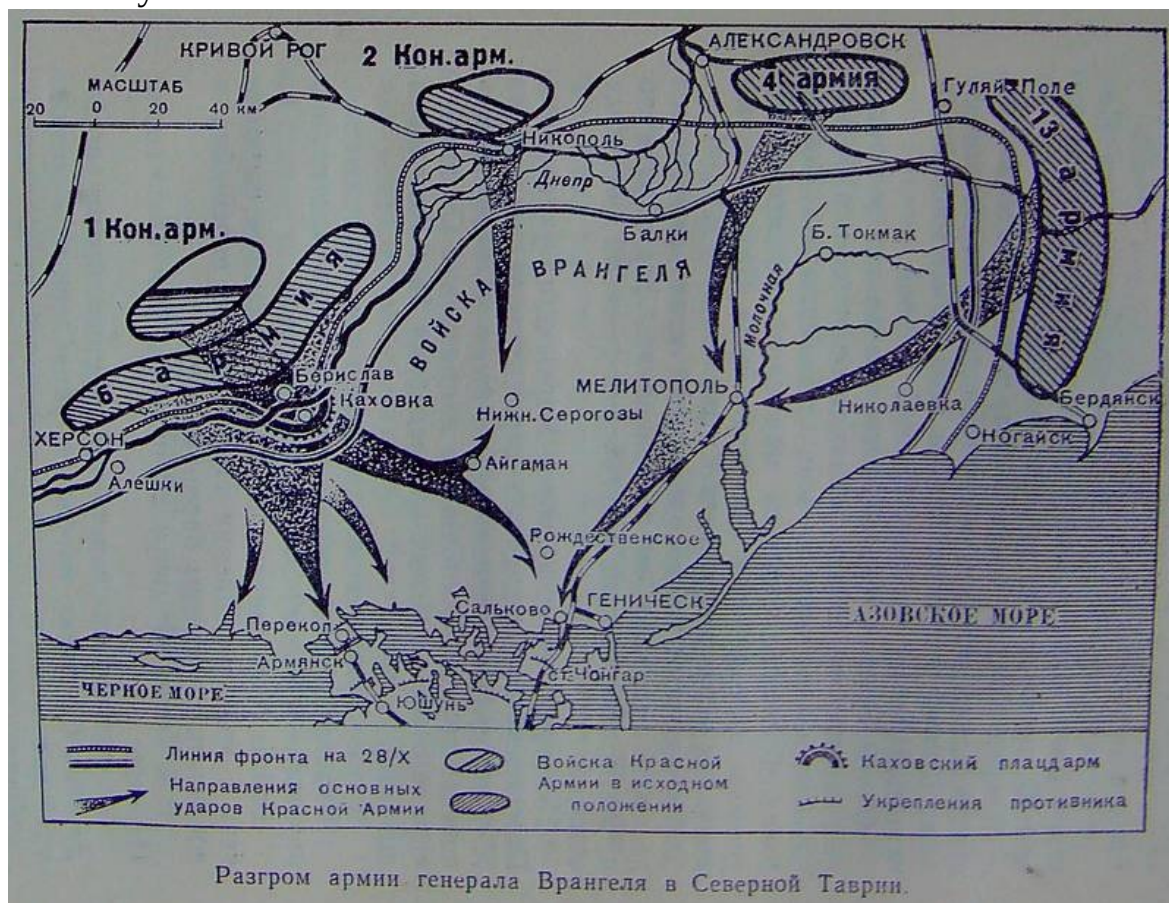 КРИВОЙ РОГ
МАСШТАБ
20 0 20 40 км
2 Кон.арм.
АЛЕКСАНДРОВСК
4 армия
Гуляй Поле
13 армия
Никополь
Днепр
Балки
Б. Токмак
Молочная
1 Кон.арм.
6 армия
ВОЙСКА ВРАНГЕЛЯ
Берислав
Каховка
ХЕРСОН
Алешки
Нижн. Серогозы
Айгаман
МЕЛИТОПОЛЬ
Николаевка
Бердянск
Ногайск
Рождественское
Сальково
ГЕНИЧЕСК
Перекоп
Армянск
Юшунь
ст. Чонгар
АЗОВСКОЕ МОРЕ
ЧЕРНОЕ МОРЕ
Линия фронта на 28/X
Направления основных
ударов Красной Армии
Войска Красной
Армии в исходном
положении
Каховский плацдарм
Укрепления противника
Разгром армии генерала Врангеля в Северной Таврии.